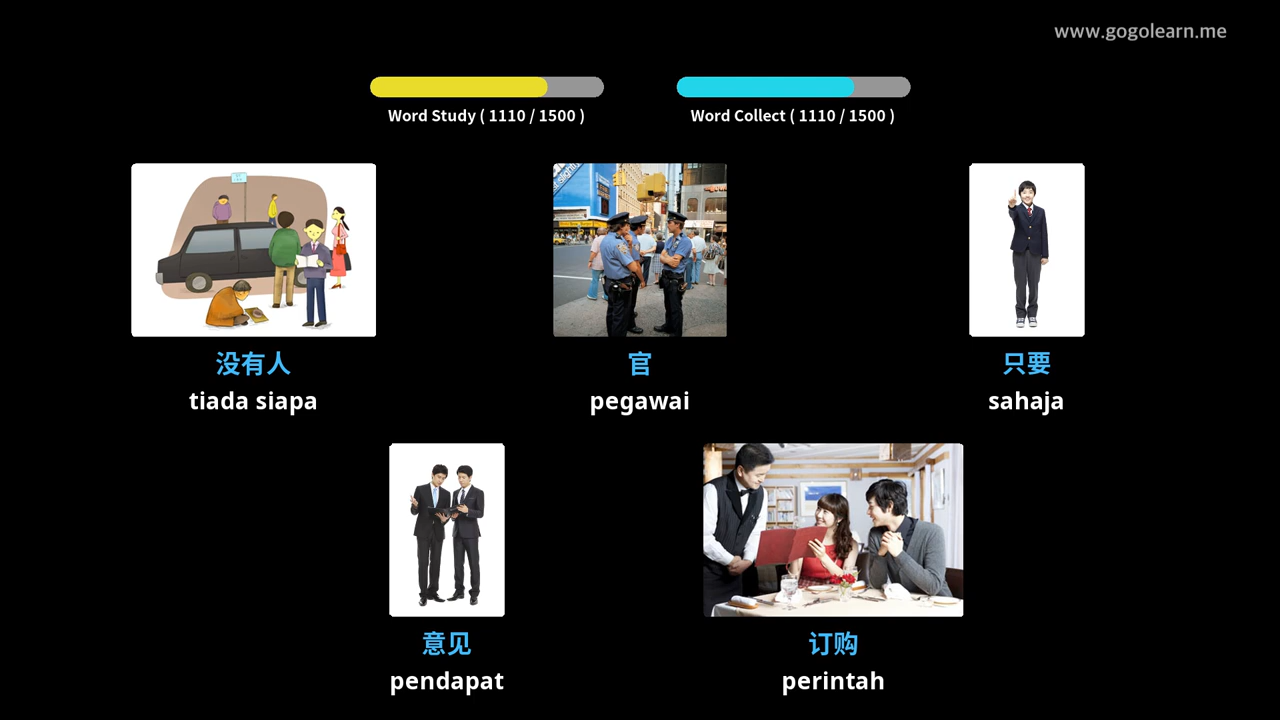 www.gogolearn.me
Word Study ( 1110 / 1500 )
Word Collect ( 1110 / 1500 )
没有人
tiada siapa
官
pegawai
只要
sahaja
意见
pendapat
订购
perintah